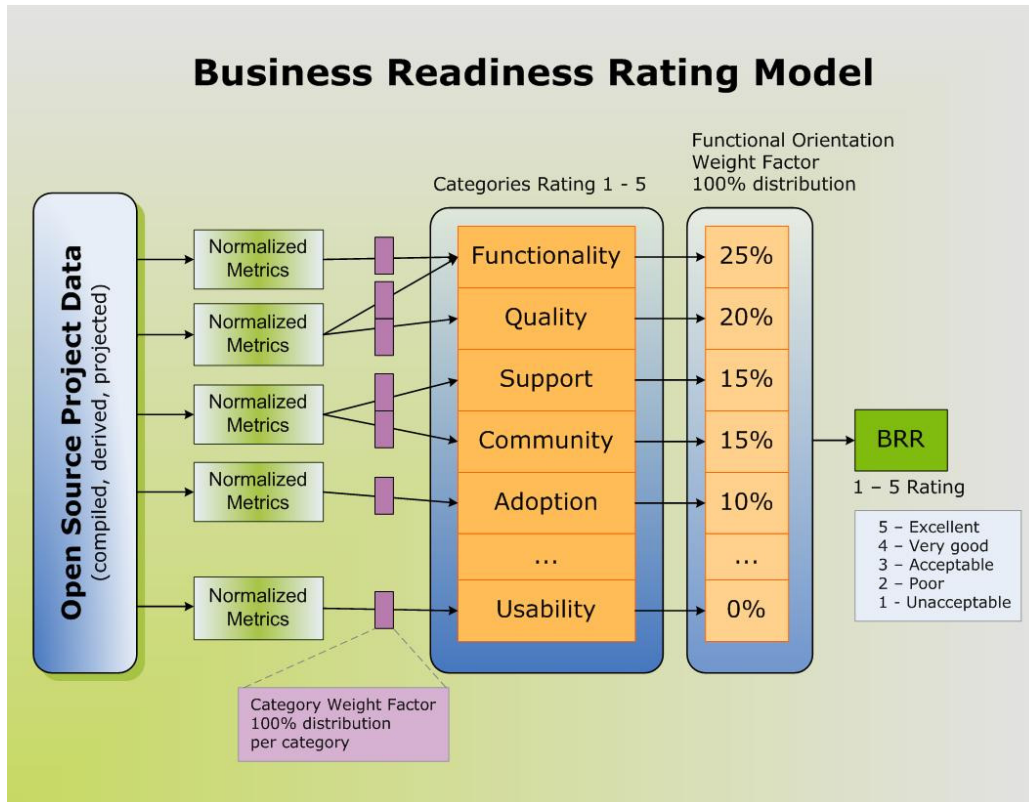 Business Readiness Rating Model
Functional Orientation
Weight Factor
100% distribution
Categories Rating 1 - 5
Open Source Project Data
(compiled, derived, projected)
Normalized
Metrics
Normalized
Metrics
Normalized
Metrics
Normalized
Metrics
Normalized
Metrics
Functionality
Quality
Support
Community
Adoption
...
Usability
25%
20%
15%
15%
10%
...
0%
BRR
1 – 5 Rating
5 – Excellent
4 – Very good
3 – Acceptable
2 – Poor
1 - Unacceptable
Category Weight Factor
100% distribution
per category